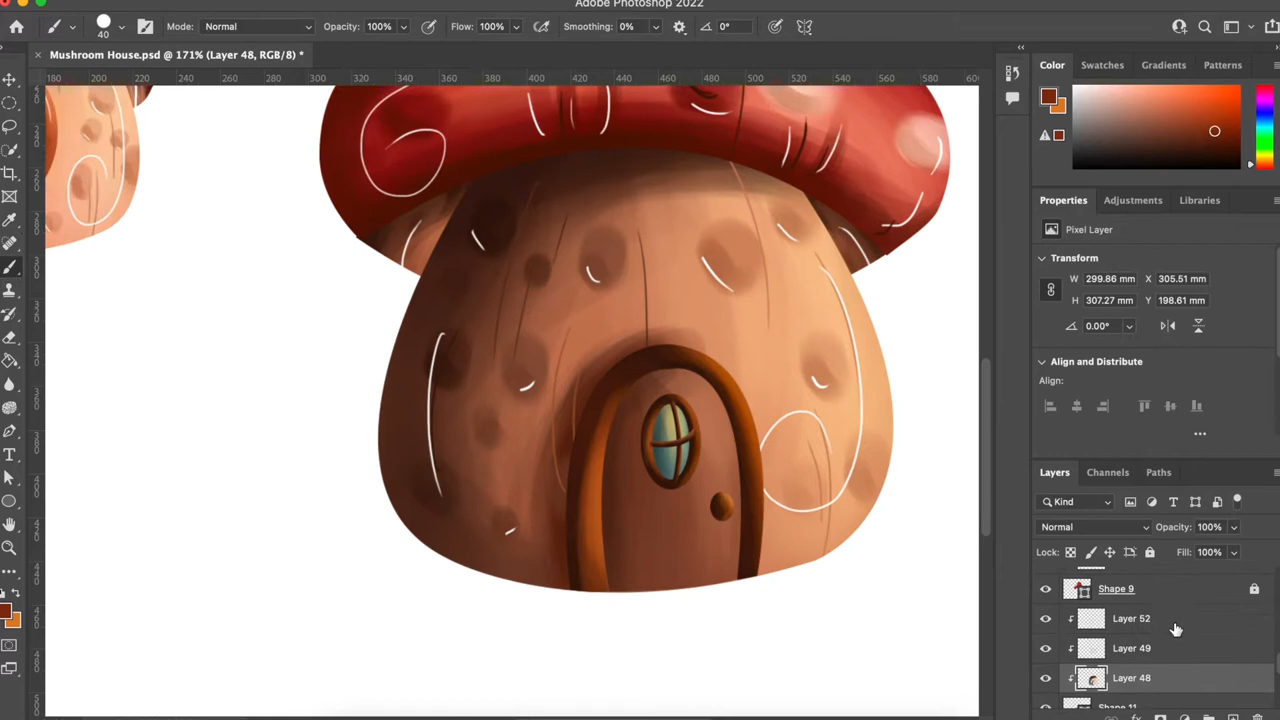 Adobe Photoshop 2022
40
Mode: Normal Opacity: 100% Flow: 100% Smoothing: 0% 0°
Mushroom House.psd @ 171% (Layer 48, RGB/8) *
180 200 220 240 260 280 300 320 340 360 380 400 420 440 460 480 500 520 540 560 580 600
Color Swatches Gradients Patterns
Properties Adjustments Libraries
Pixel Layer
Transform
W 299.86 mm X 305.51 mm
H 307.27 mm Y 198.61 mm
0.00°
Align and Distribute
Align:
Layers Channels Paths
Kind
Normal Opacity: 100%
Lock: Fill: 100%
Shape 9
Layer 52
Layer 49
Layer 48
Shape 11